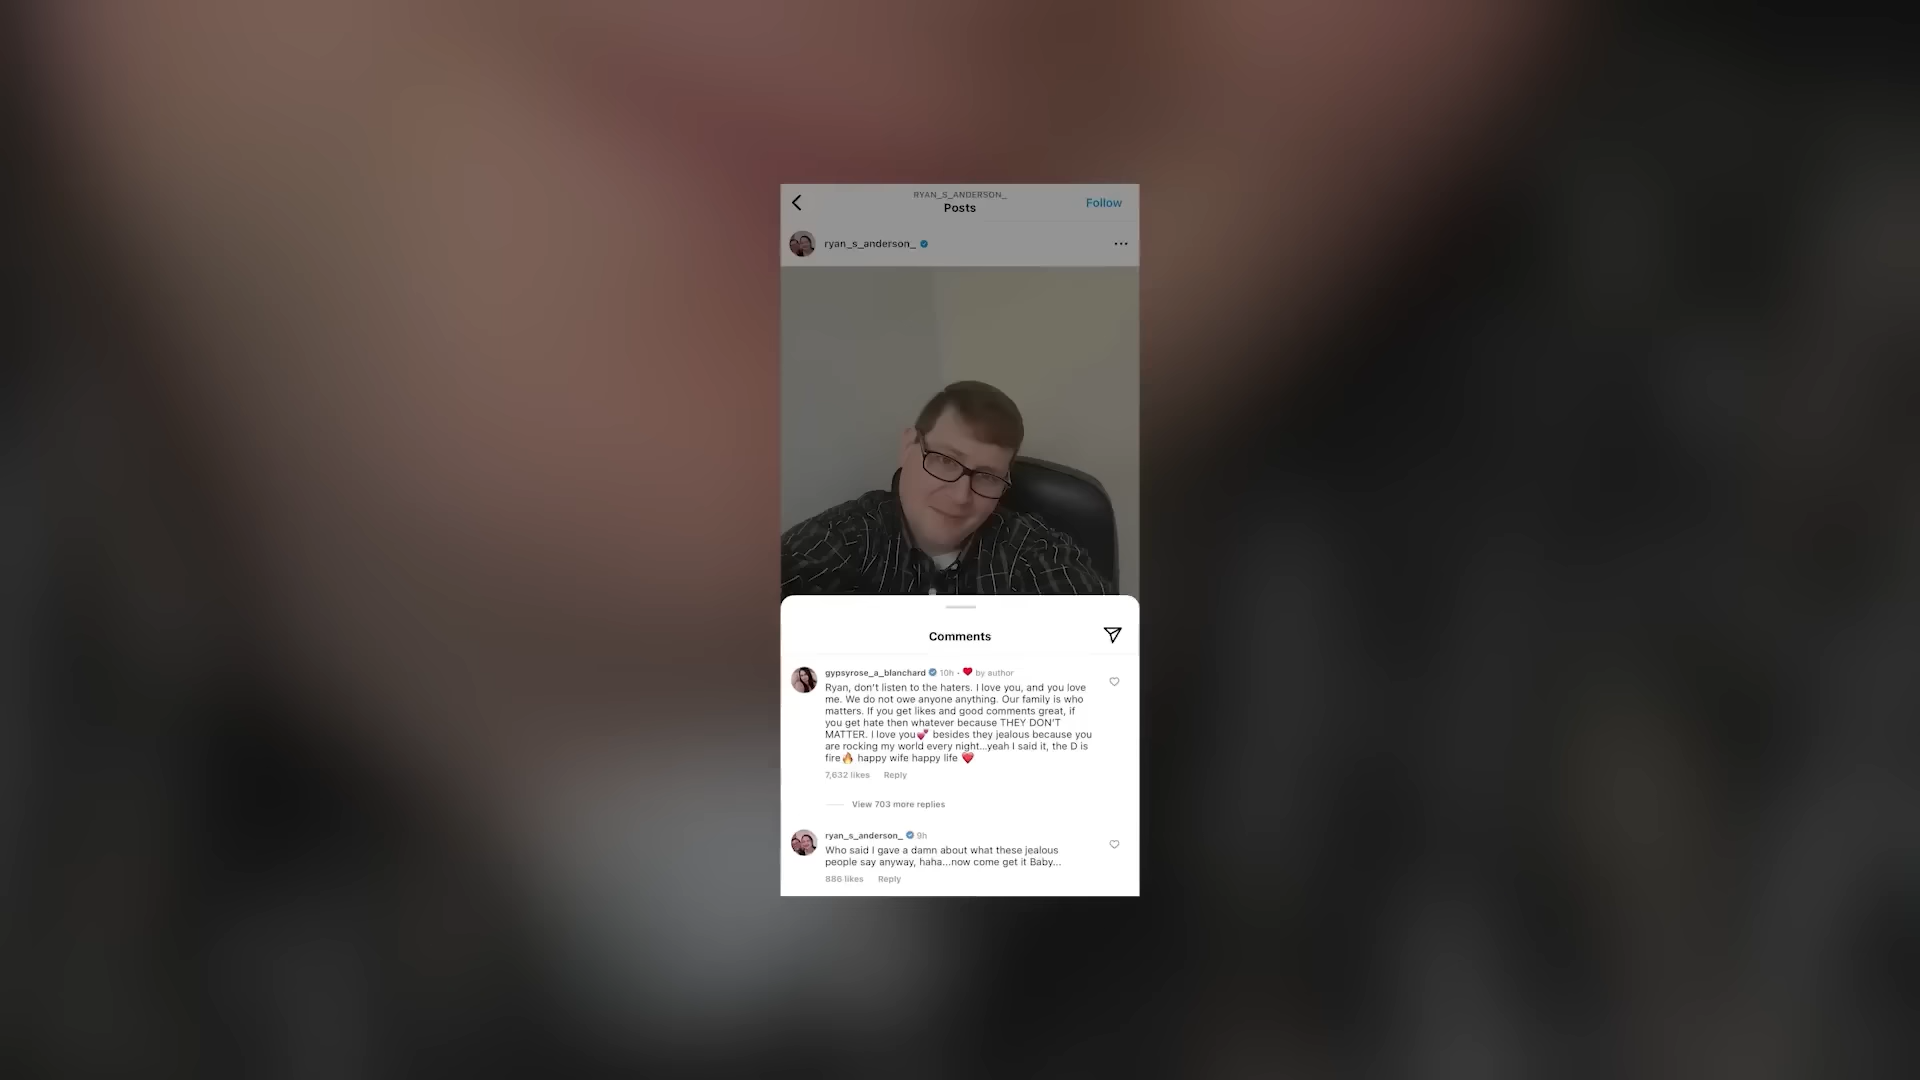 RYAN_S_ANDERSON_
Posts
Follow
ryan_s_anderson_
Comments
gypsyrose_a_blanchard 10h • ❤️ by author
Ryan, don't listen to the haters. I love you, and you love
me. We do not owe anyone anything. Our family is who
matters. If you get likes and good comments great, if
you get hate then whatever because THEY DON'T
MATTER. I love you💕 besides they jealous because you
are rocking my world every night...yeah I said it, the D is
fire🔥 happy wife happy life ❤️
7,632 likes Reply
View 703 more replies
ryan_s_anderson_ 9h
Who said I gave a damn about what these jealous
people say anyway, haha...now come get it Baby...
886 likes Reply